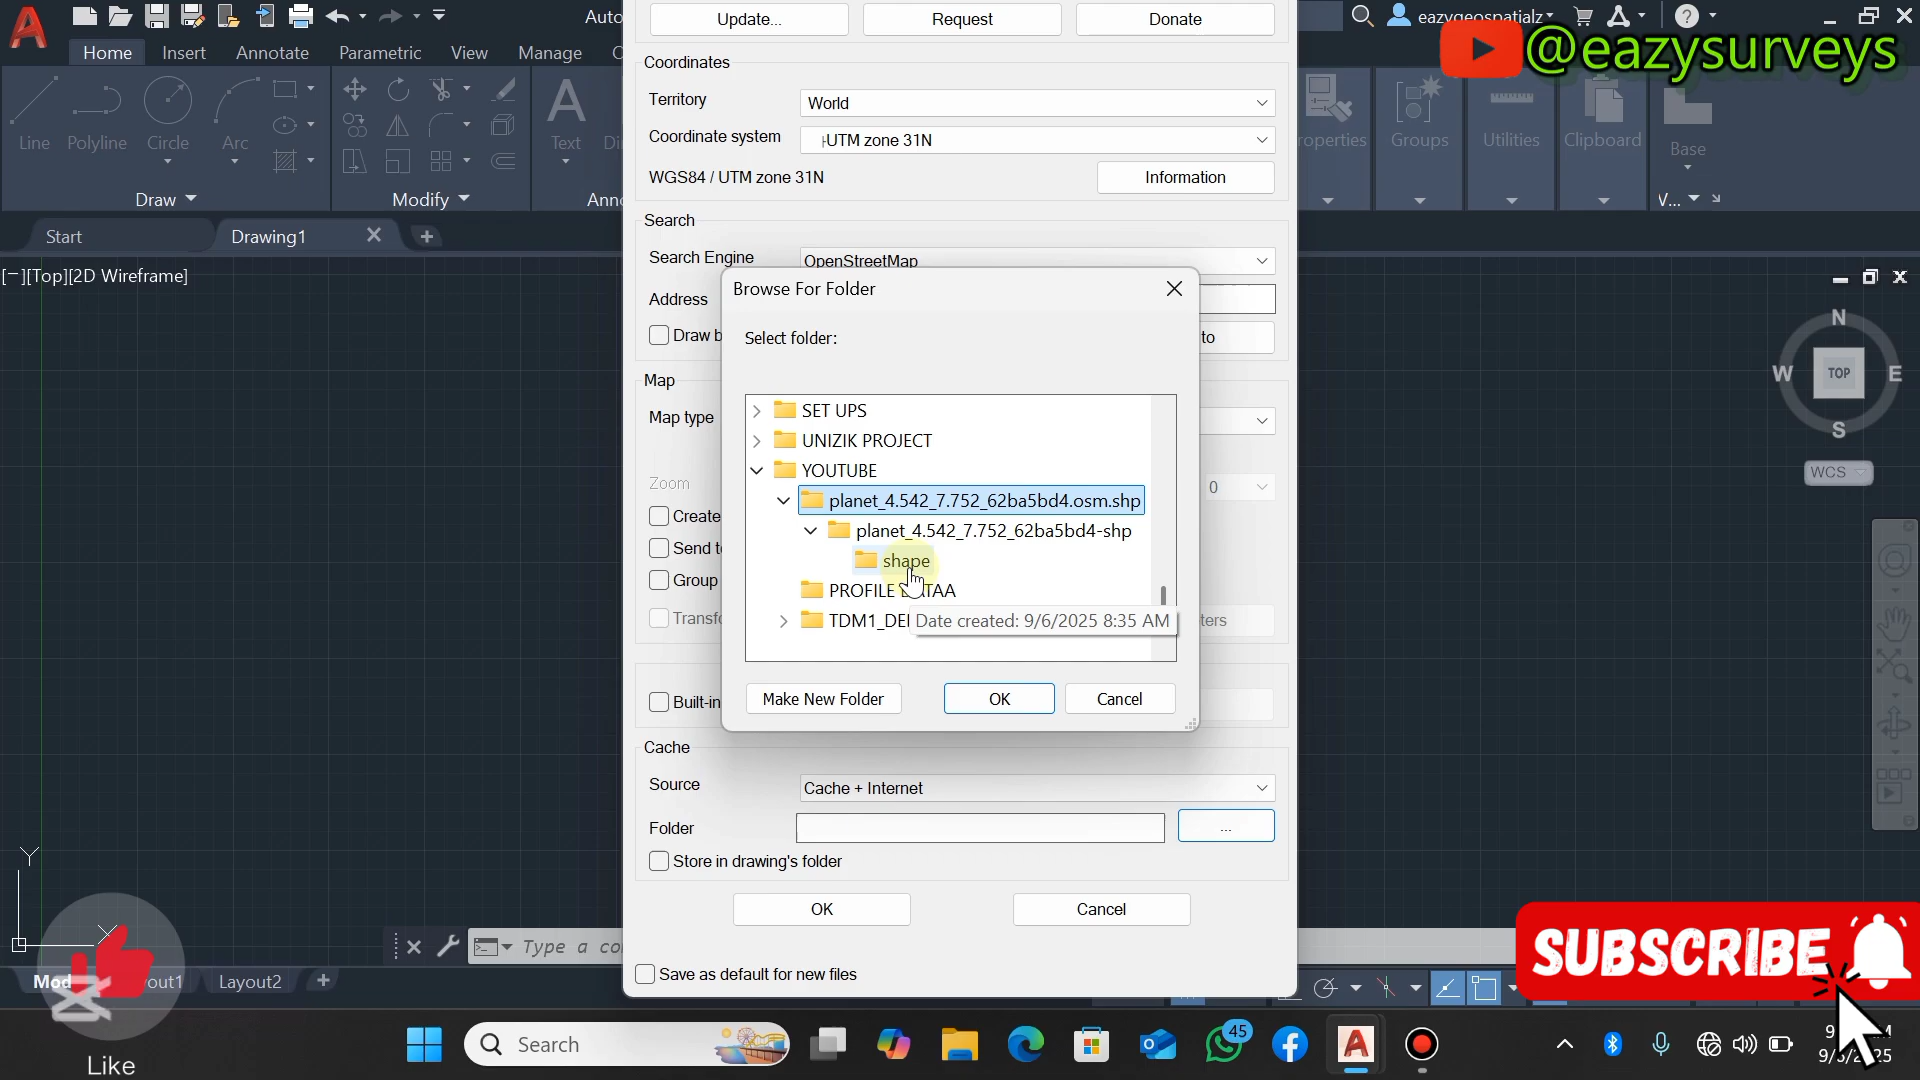 Auto
Update...
Request
Donate
eazygeospatialz
@eazysurveys
Home
Insert
Annotate
Parametric
View
Manage
Coordinates
Territory
World
Coordinate system
UTM zone 31N
WGS84 / UTM zone 31N
Information
Line
Polyline
Circle
Arc
Text
Groups
Utilities
Clipboard
Base
Draw
Modify
V...
Search
Start
Drawing1
Search Engine
OpenStreetMap
[−][Top][2D Wireframe]
Browse For Folder
Address
Draw b
to
Select folder:
N
W
TOP
E
S
WCS
Map
Map type
SET UPS
UNIZIK PROJECT
YOUTUBE
Zoom
0
planet_4.542_7.752_62ba5bd4.osm.shp
Create
planet_4.542_7.752_62ba5bd4-shp
Send t
shape
Group
PROFILE DATAA
Transfo
TDM1_DE
Date created: 9/6/2025 8:35 AM
ters
Make New Folder
OK
Cancel
Built-in
Cache
Source
Cache + Internet
Folder
...
Store in drawing's folder
Y
X
OK
Cancel
Type a co
SUBSCRIBE
Save as default for new files
Mod
out1
Layout2
Like
Search
45